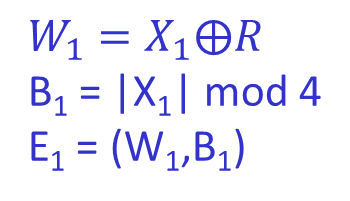 W₁ = X₁⊕R
B₁ = |X₁| mod 4
E₁ = (W₁,B₁)